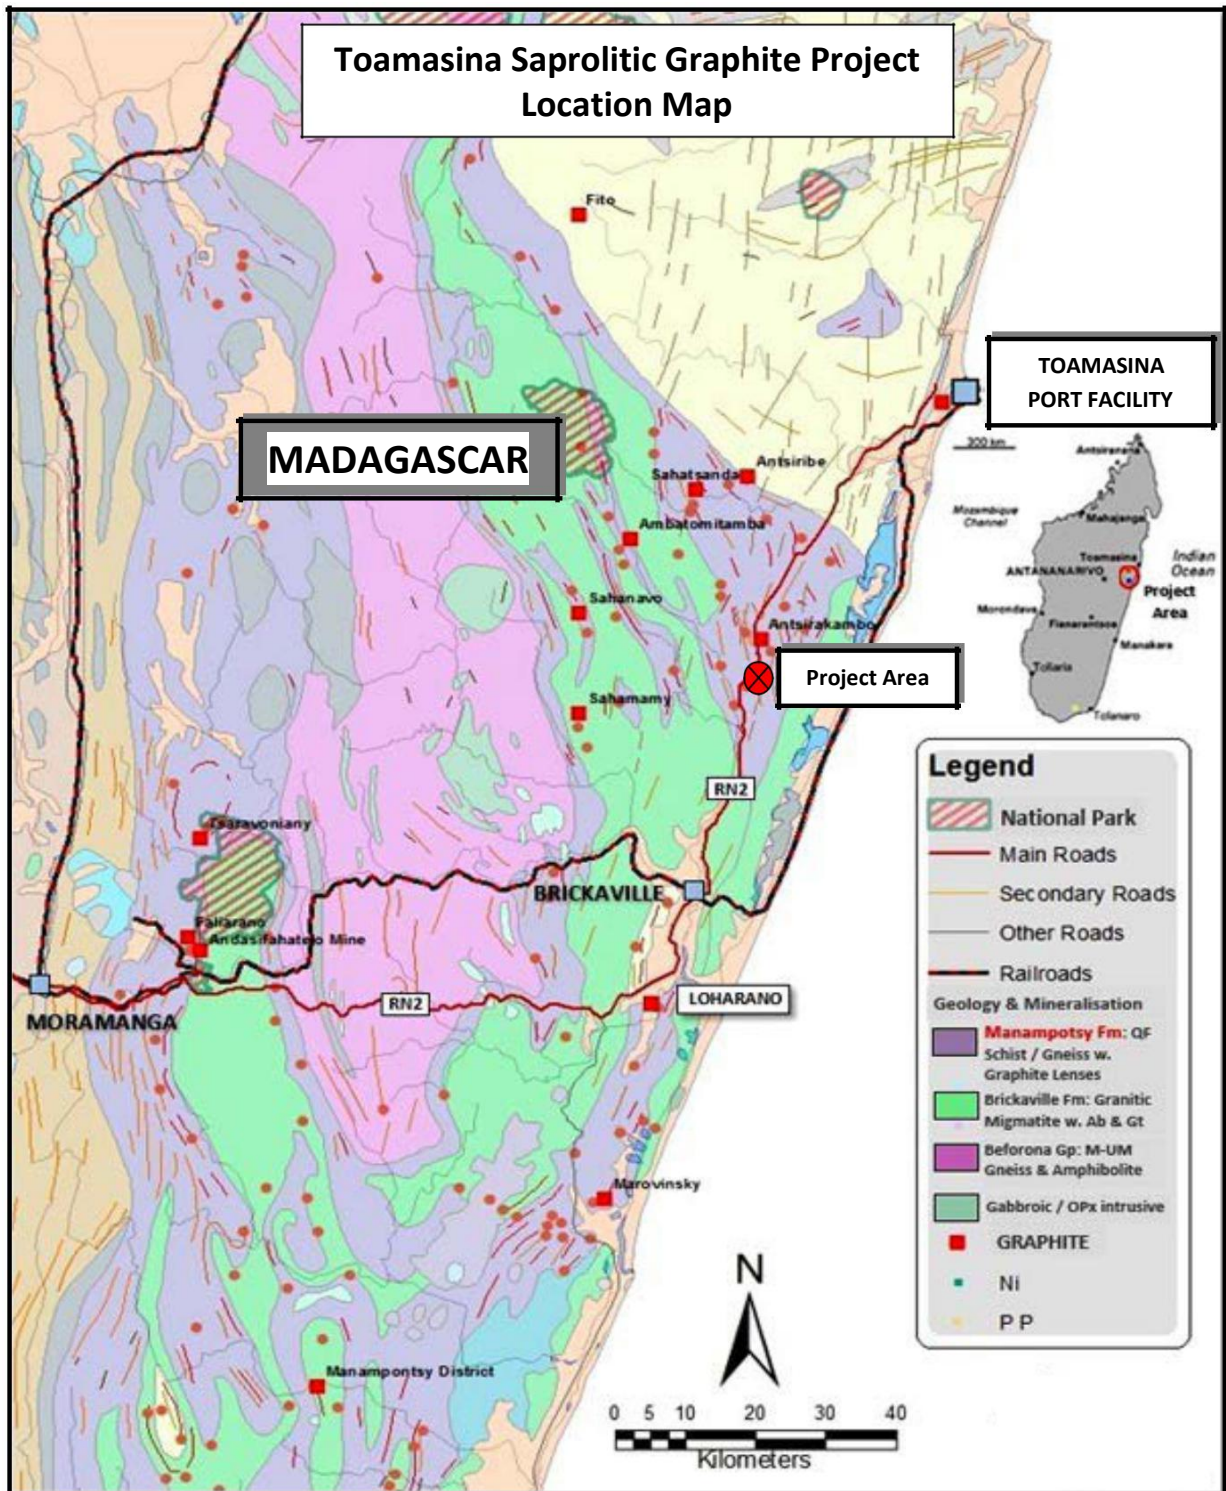 Toamasina Saprolitic Graphite Project
Location Map
Fito
TOAMASINA
PORT FACILITY
MADAGASCAR
300 km
Antsiranana
Mozambique
Channel
Mahajanga
Toamasina
Indian
Ocean
ANTANANARIVO
Project
Area
Morondava
Fianarantsoa
Manakara
Toliaria
Tolanaro
Antsiribe
Sahatsanda
Ambatomitamba
Sahanavo
Antsirakambo
Project Area
Sahamamy
RN2
Tsaravoniany
BRICKAVILLE
Faliarano
Andasifahatelo Mine
RN2
LOHARANO
MORAMANGA
Marovinsky
Manampontsy District
Legend
National Park
Main Roads
Secondary Roads
Other Roads
Railroads
Geology & Mineralisation
Manampotsy Fm: QF
Schist / Gneiss w.
Graphite Lenses
Brickaville Fm: Granitic
Migmatite w. Ab & Gt
Beforona Gp: M-UM
Gneiss & Amphibolite
Gabbroic / OPx intrusive
GRAPHITE
Ni
P P
N
0 5 10 20 30 40
Kilometers